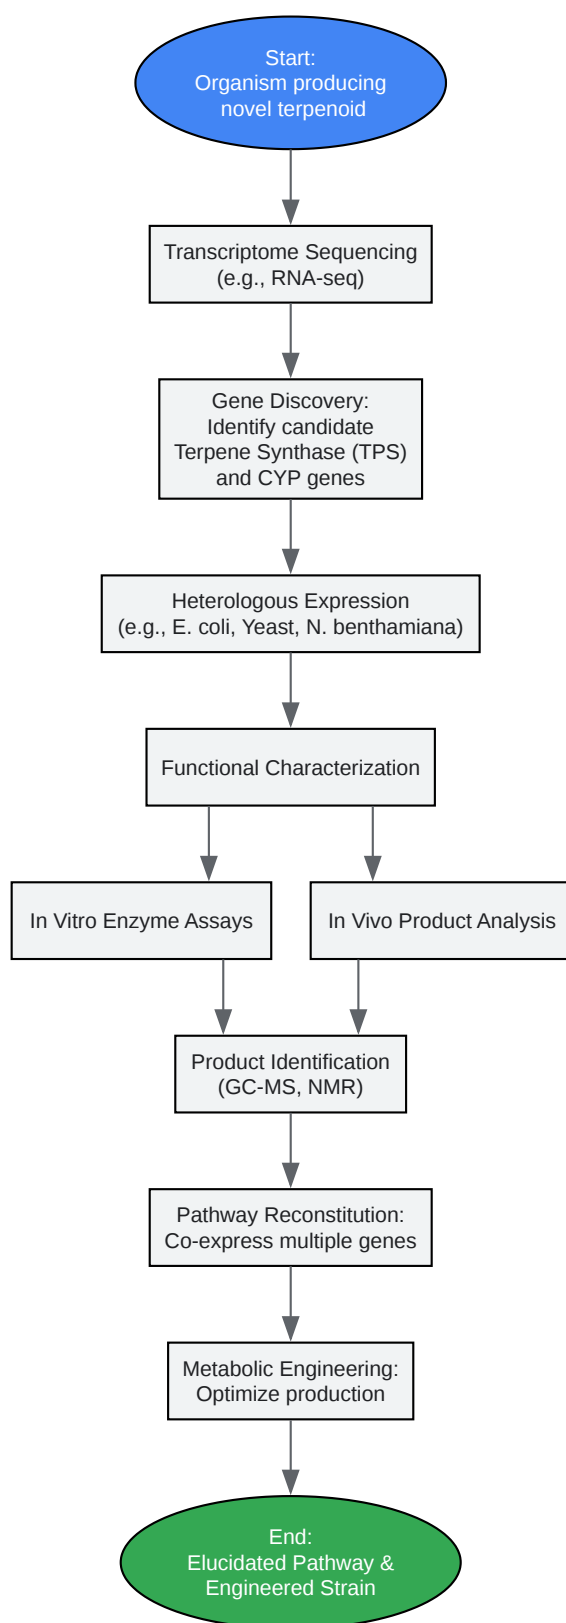 Start:
Organism producing
novel terpenoid
Transcriptome Sequencing
(e.g., RNA-seq)
Gene Discovery:
Identify candidate
Terpene Synthase (TPS)
and CYP genes
Heterologous Expression
(e.g., E. coli, Yeast, N. benthamiana)
Functional Characterization
In Vitro Enzyme Assays
In Vivo Product Analysis
Product Identification
(GC-MS, NMR)
Pathway Reconstitution:
Co-express multiple genes
Metabolic Engineering:
Optimize production
End:
Elucidated Pathway &
Engineered Strain